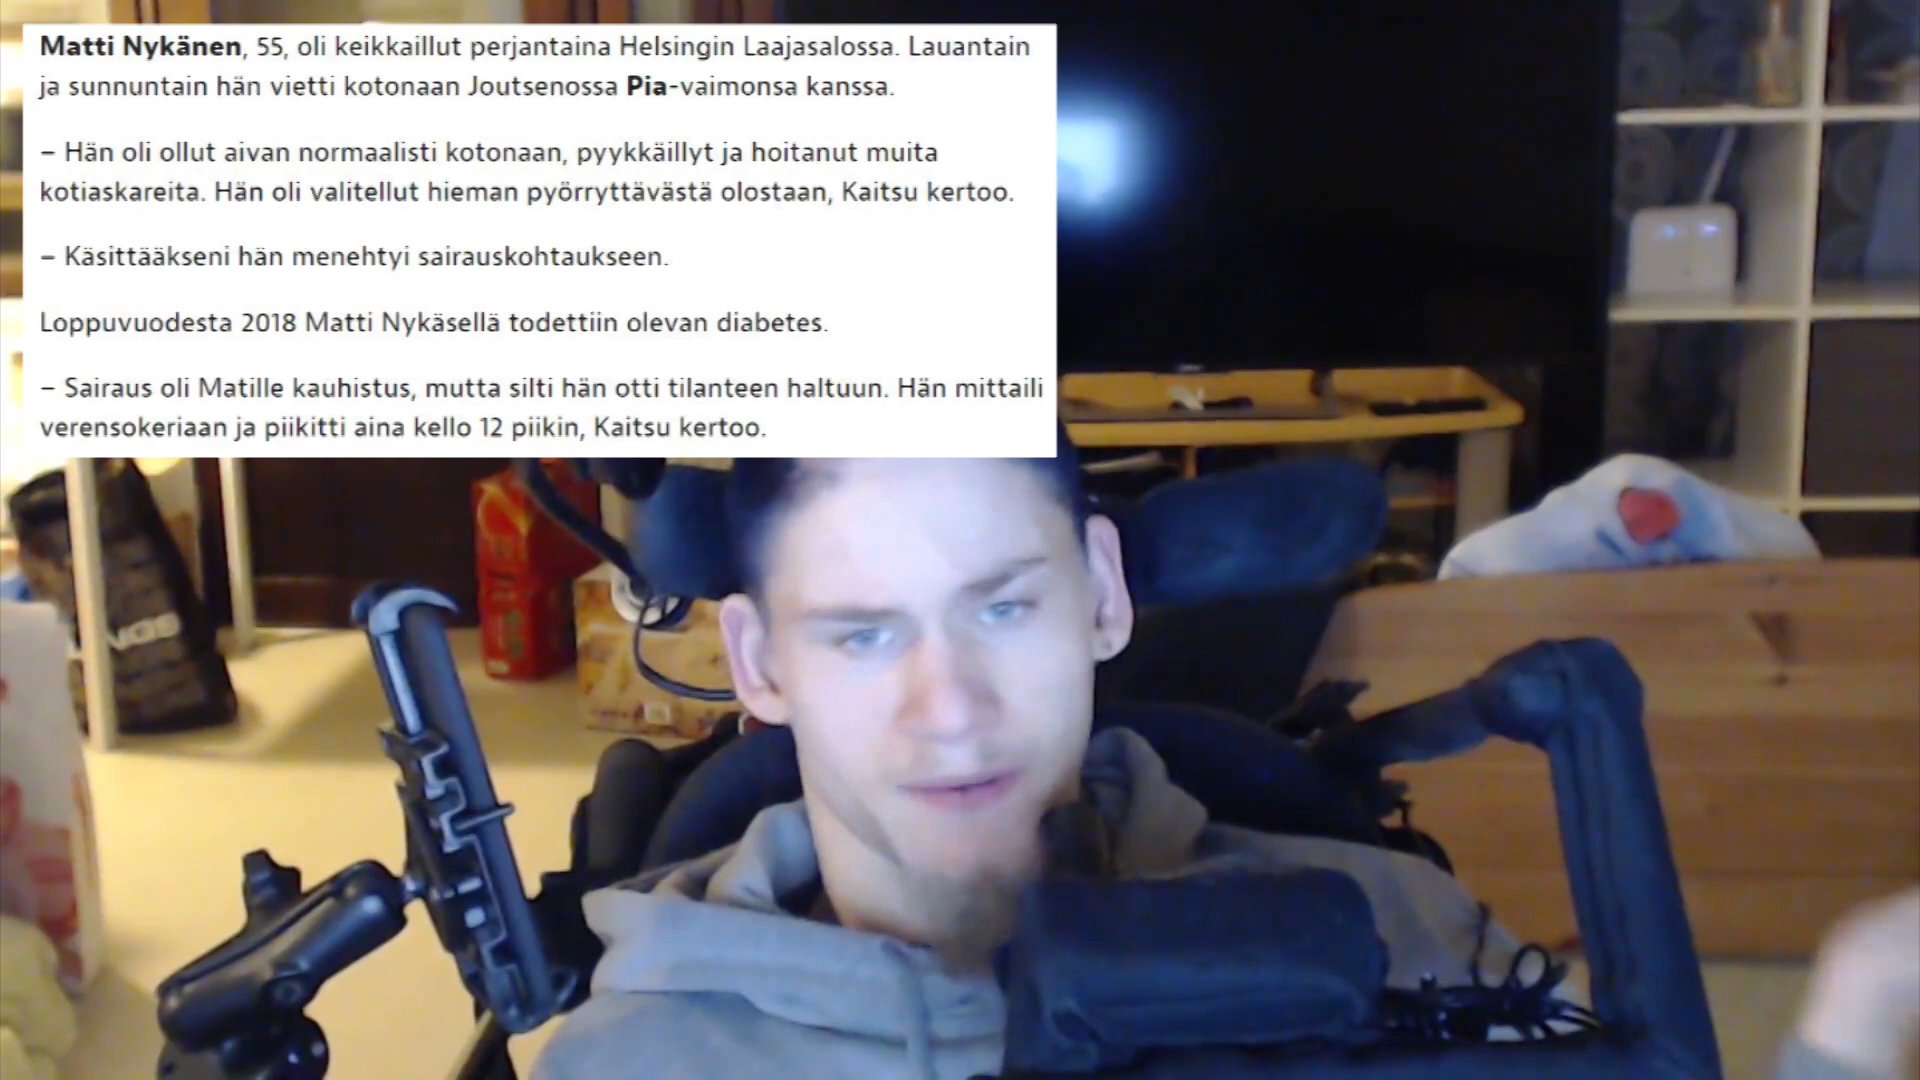 Matti Nykänen, 55, oli keikkaillut perjantaina Helsingin Laajasalossa. Lauantain
ja sunnuntain hän vietti kotonaan Joutsenossa Pia-vaimonsa kanssa.
– Hän oli ollut aivan normaalisti kotonaan, pyykkäillyt ja hoitanut muita
kotiaskareita. Hän oli valitellut hieman pyörryttävästä olostaan, Kaitsu kertoo.
– Käsittääkseni hän menehtyi sairauskohtaukseen.
Loppuvuodesta 2018 Matti Nykäsellä todettiin olevan diabetes.
– Sairaus oli Matille kauhistus, mutta silti hän otti tilanteen haltuun. Hän mittaili
verensokeriaan ja piikitti aina kello 12 piikin, Kaitsu kertoo.